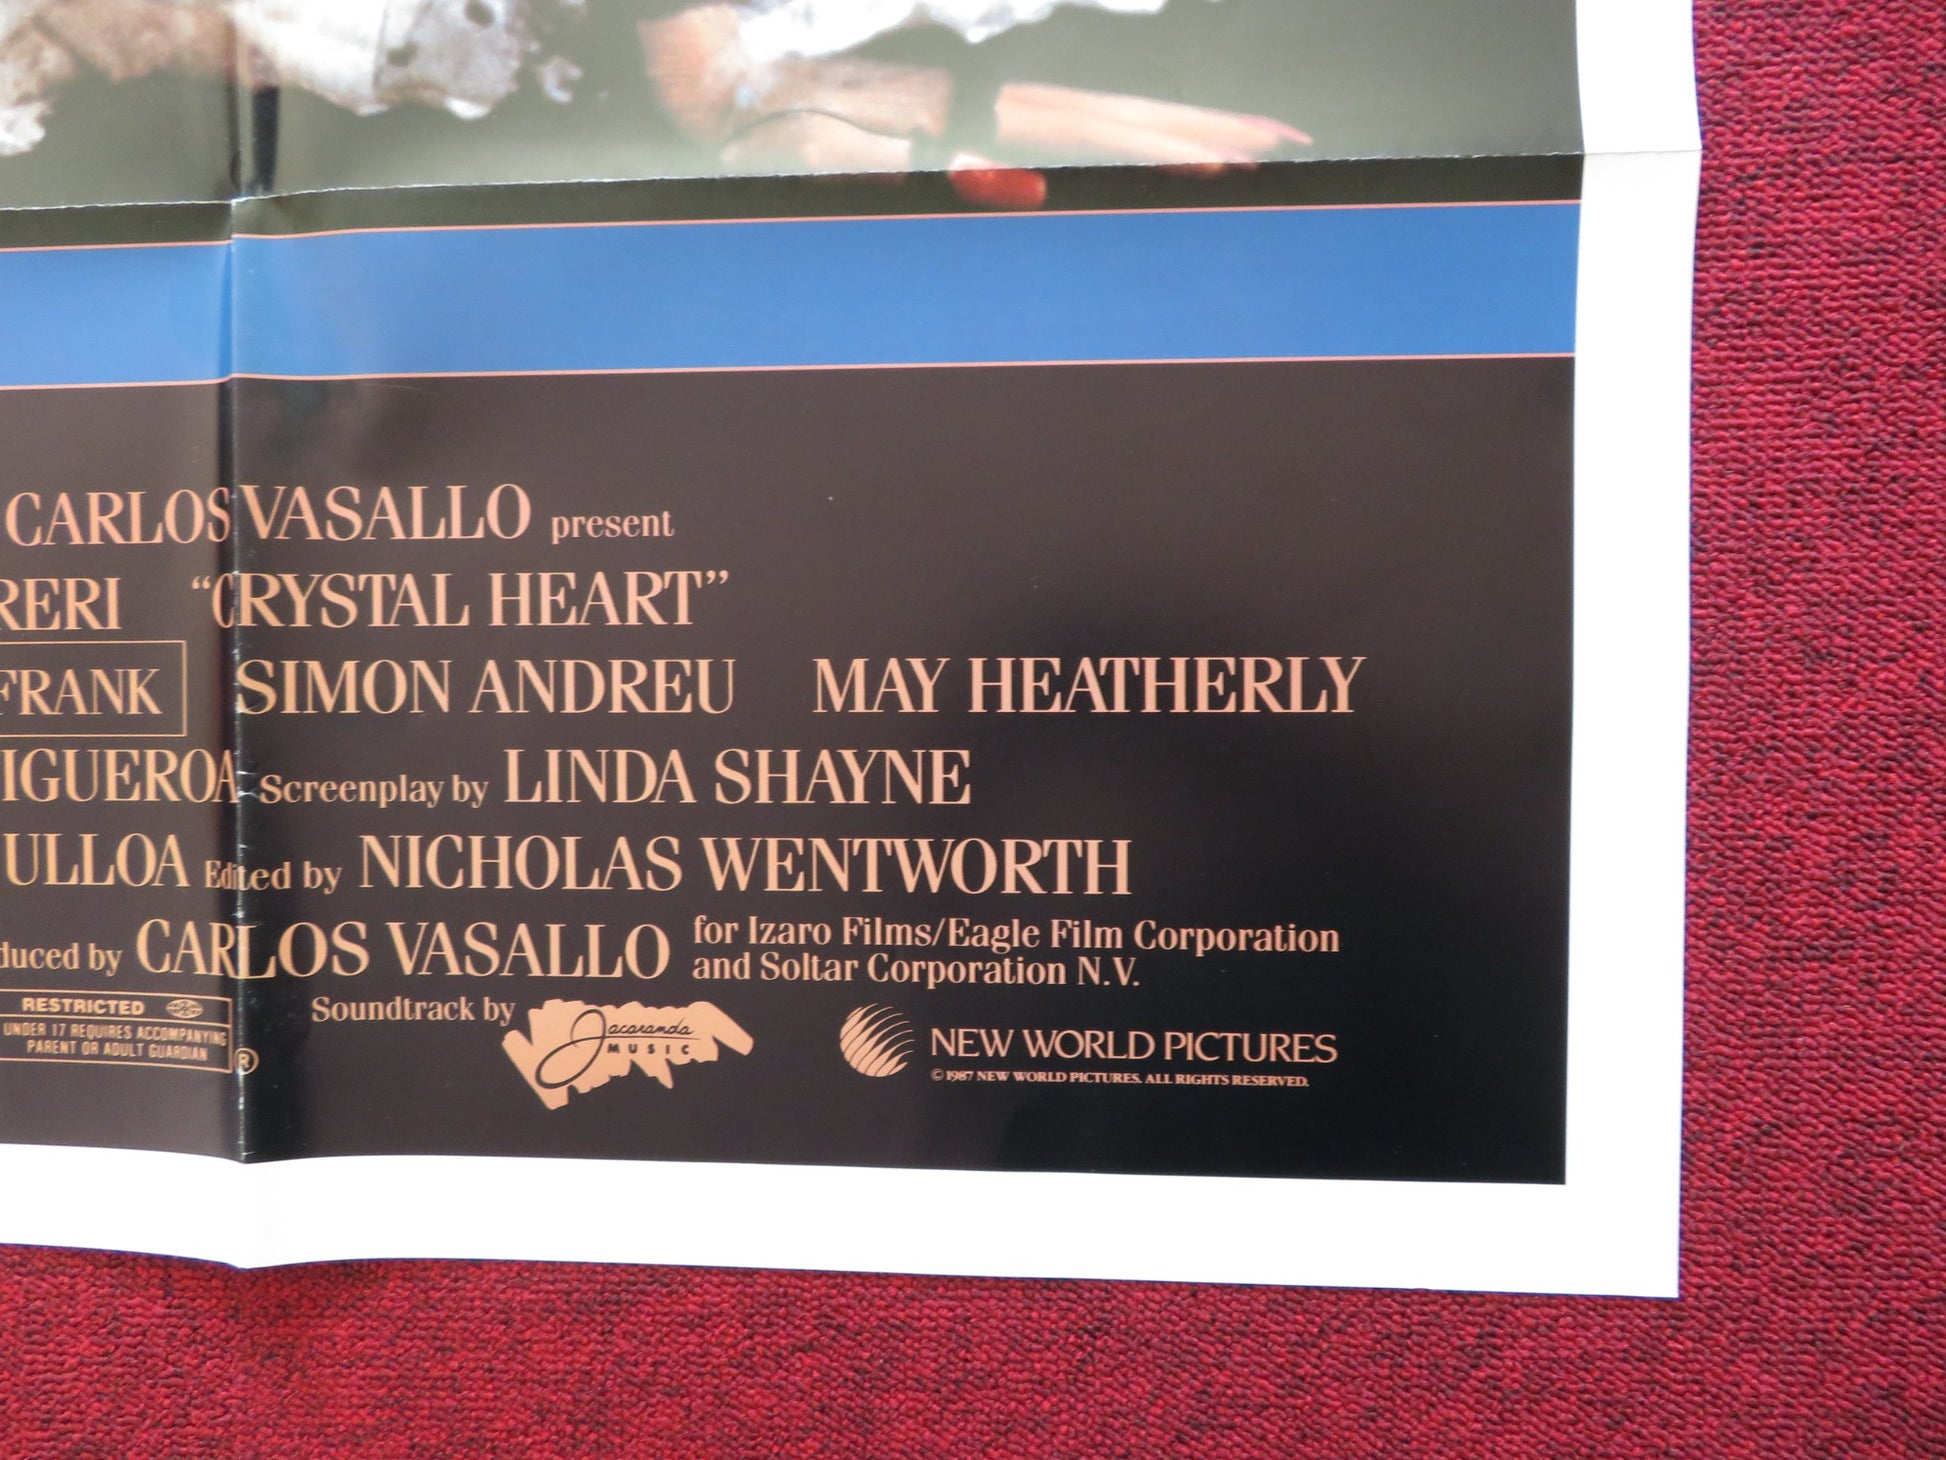 CARLOS VASALLO present
RERI "CRYSTAL HEART"
FRANK SIMON ANDREU MAY HEATHERLY
IGUEROA Screenplay by LINDA SHAYNE
ULLOA Edited by NICHOLAS WENTWORTH
duced by CARLOS VASALLO for Izaro Films/Eagle Film Corporation
and Soltar Corporation N.V.
RESTRICTED
UNDER 17 REQUIRES ACCOMPANYING
PARENT OR ADULT GUARDIAN
®
Soundtrack by
Jacaranda
MUSIC
NEW WORLD PICTURES
© 1987 NEW WORLD PICTURES. ALL RIGHTS RESERVED.